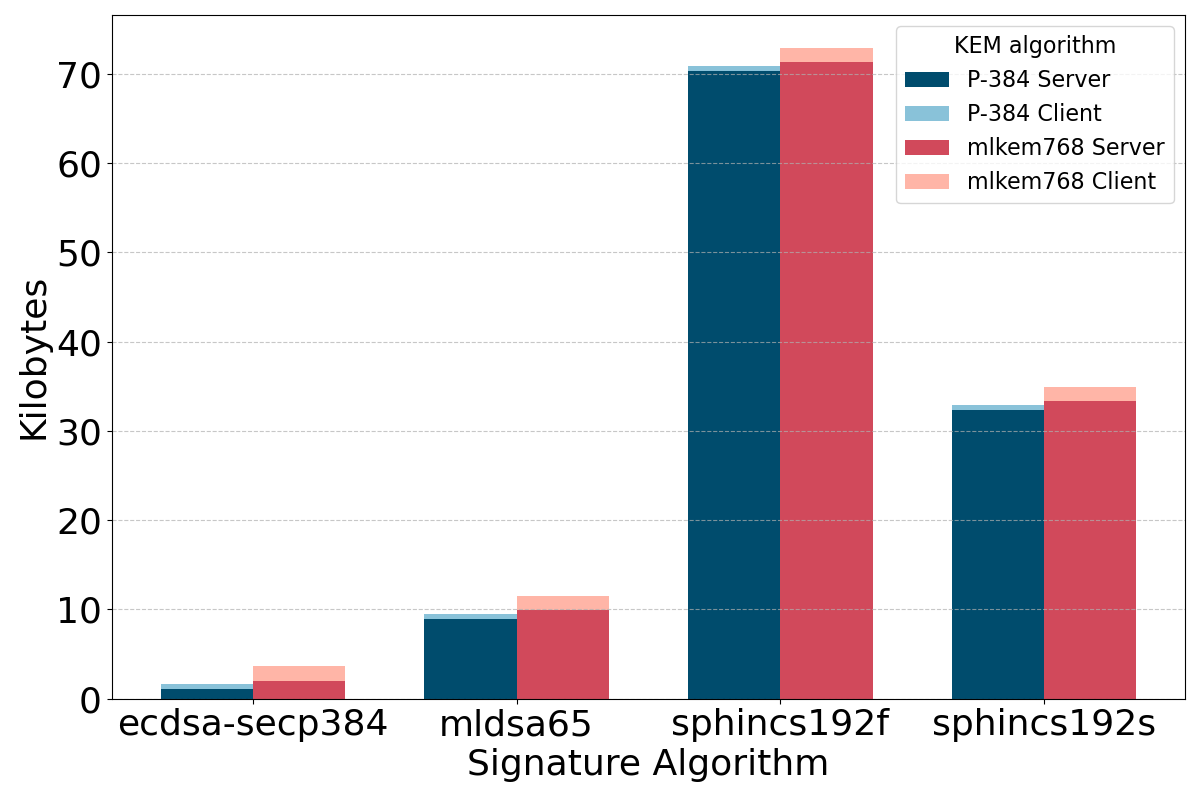 KEM algorithm
P-384 Server
P-384 Client
mlkem768 Server
mlkem768 Client
Kilobytes
70
60
50
40
30
20
10
0
ecdsa-secp384 mldsa65 sphincs192f sphincs192s
Signature Algorithm